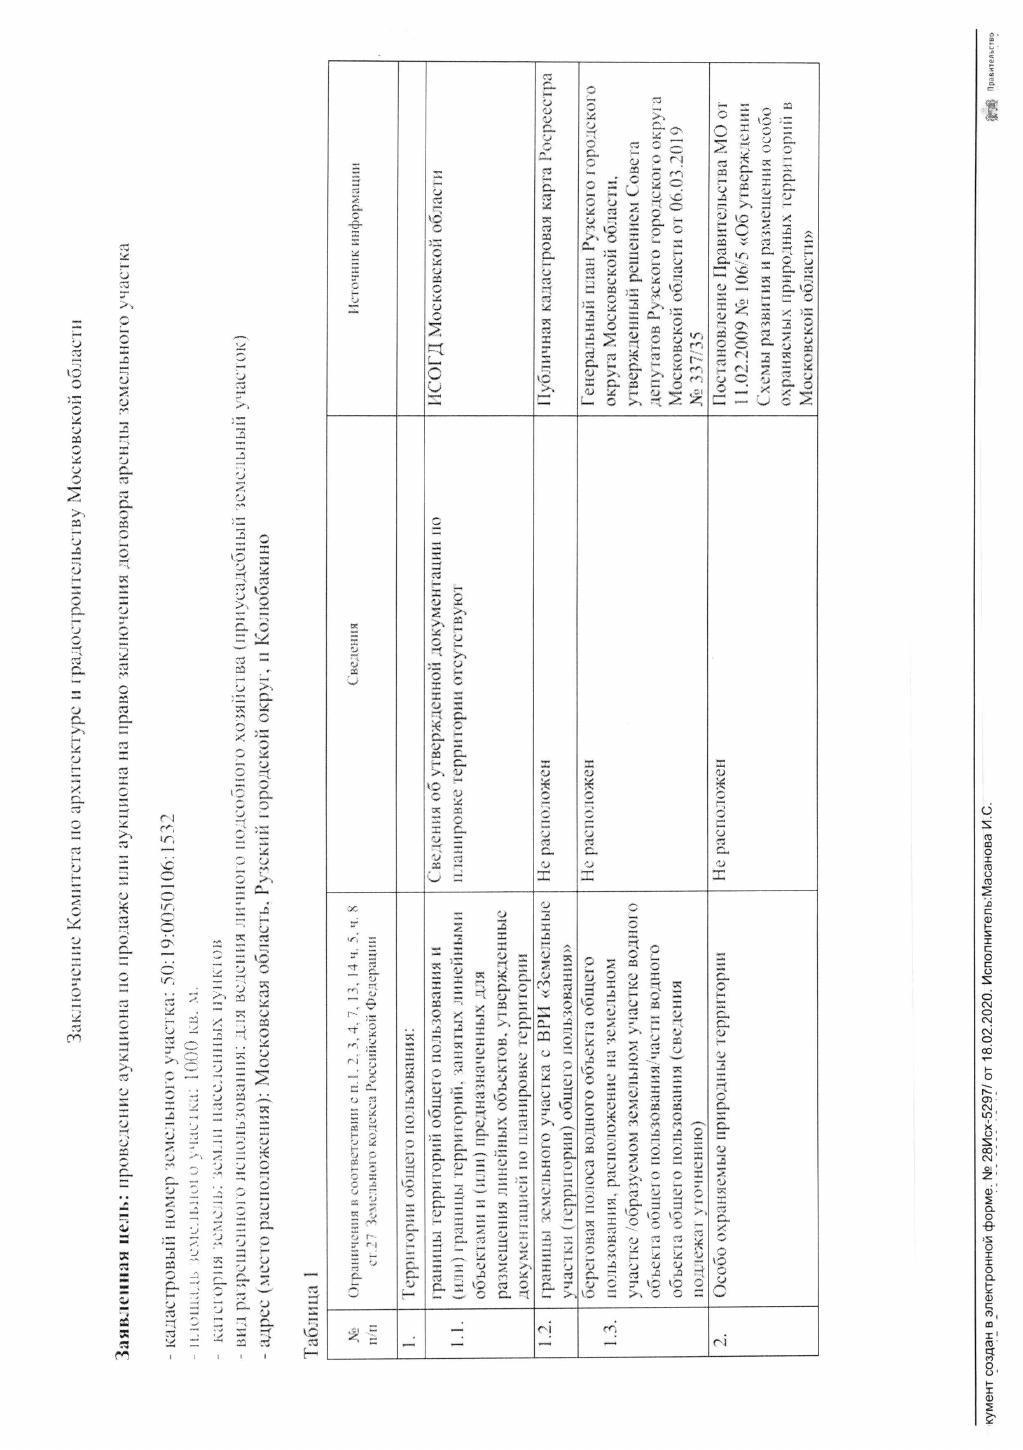 Заключение Комитета по архитектуре и градостроительству Московской области
Заявленная цель: проведение аукциона по продаже или аукциона на право заключения договора аренды земельного участка
- кадастровый номер земельного участка: 50:19:0050106:1532
- площадь земельного участка: 1000 кв. м.
- категория земель: земли населенных пунктов
- вид разрешенного использования: для ведения личного подсобного хозяйства (приусадебный земельный участок)
- адрес (место расположения): Московская область, Рузский городской округ, п Колюбакино
Таблица 1
№
п/п
Ограничения в соответствии с п.1, 2, 3, 4, 7, 13, 14 ч. 5, ч. 8
ст.27 Земельного кодекса Российской Федерации
Сведения
Источник информации
1.
Территории общего пользования:
1.1.
границы территорий общего пользования и
(или) границы территорий, занятых линейными
объектами и (или) предназначенных для
размещения линейных объектов, утвержденные
документацией по планировке территории
Сведения об утвержденной документации по
планировке территории отсутствуют
ИСОГД Московской области
1.2.
границы земельного участка с ВРИ «Земельные
участки (территории) общего пользования»
Не расположен
Публичная кадастровая карта Росреестра
1.3.
береговая полоса водного объекта общего
пользования, расположение на земельном
участке /образуемом земельном участке водного
объекта общего пользования/части водного
объекта общего пользования (сведения
подлежат уточнению)
Не расположен
Генеральный план Рузского городского
округа Московской области,
утвержденный решением Совета
депутатов Рузского городского округа
Московской области от 06.03.2019
№ 337/35
2.
Особо охраняемые природные территории
Не расположен
Постановление Правительства МО от
11.02.2009 № 106/5 «Об утверждении
Схемы развития и размещения особо
охраняемых природных территорий в
Московской области»
кумент создан в электронной форме. № 28Исх-5297/ от 18.02.2020. Исполнитель:Масанова И.С.
Правительство